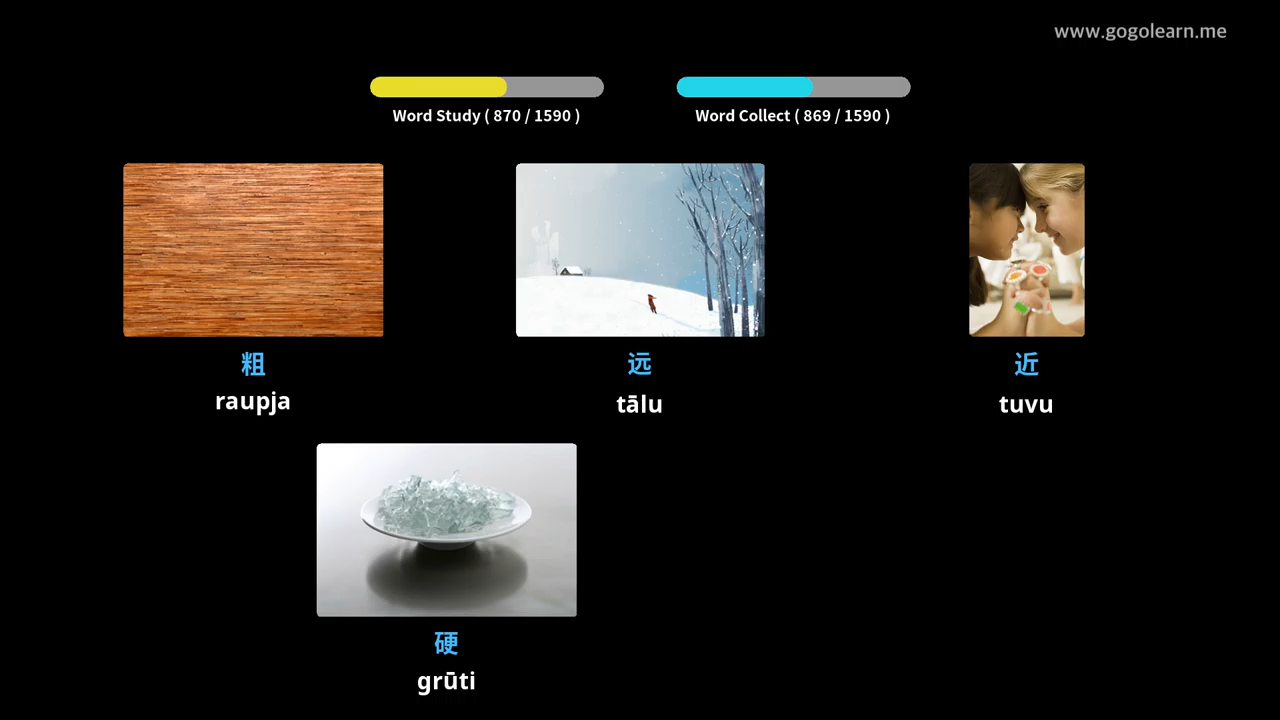 www.gogolearn.me
Word Study ( 870 / 1590 )
Word Collect ( 869 / 1590 )
粗
raupja
远
tālu
近
tuvu
硬
grūti